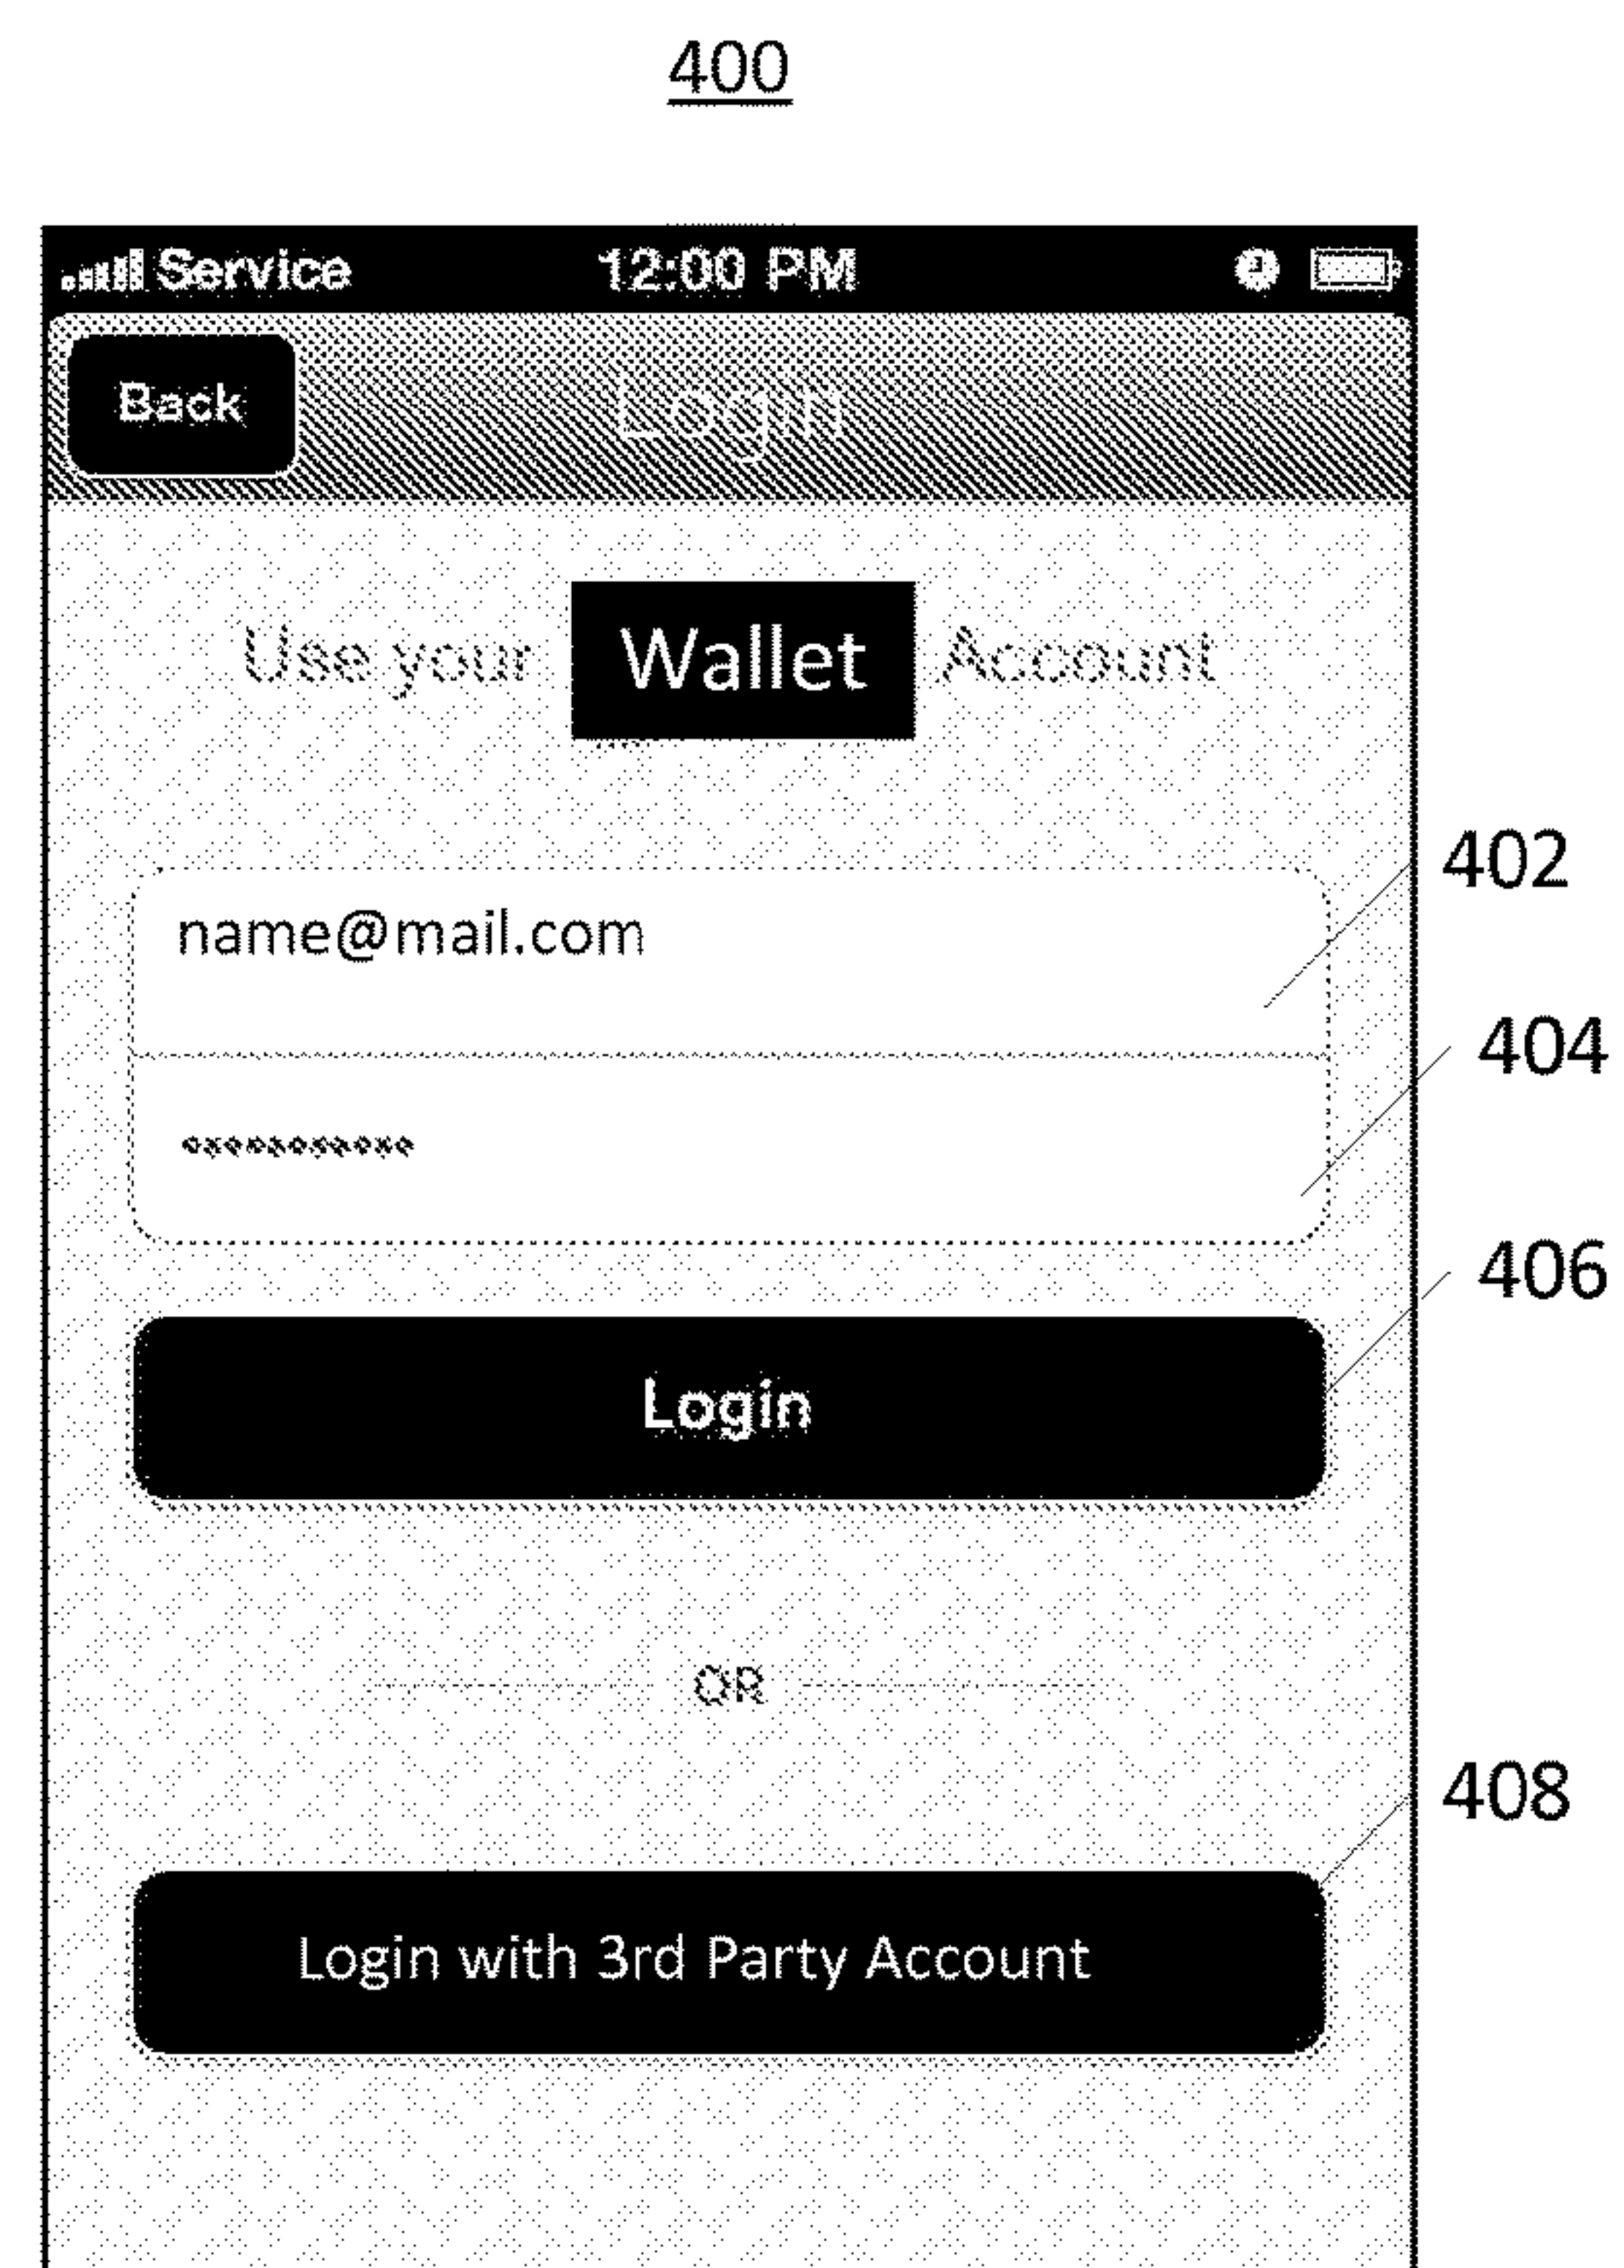 400
Service 12:00 PM
Back Login
Use your Wallet Account
402
name@mail.com
404
406
Login
OR
408
Login with 3rd Party Account